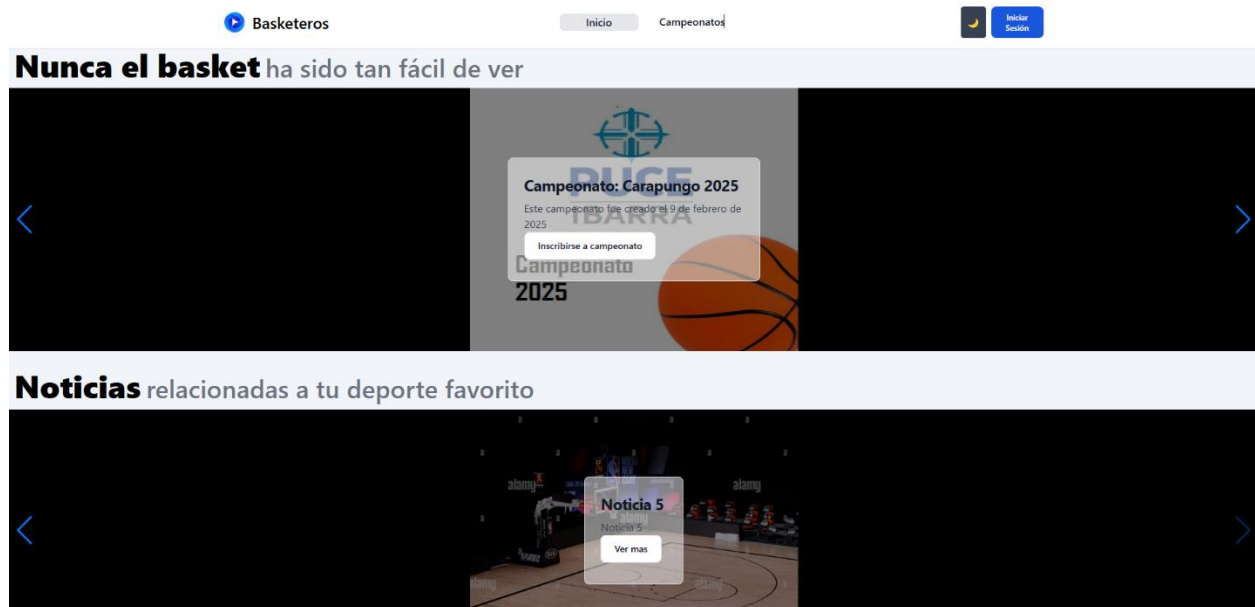 Basketeros
Inicio
Campeonatos
Iniciar
Sesión
Nunca el basket ha sido tan fácil de ver
PUCE
IBARRA
Campeonato: Carapungo 2025
Este campeonato fue creado el 9 de febrero de
2025
Inscribirse a campeonato
Campeonato
2025
Noticias relacionadas a tu deporte favorito
alamy
alamy
Noticia 5
Noticia 5
alamy
Ver mas
alamy
alamy